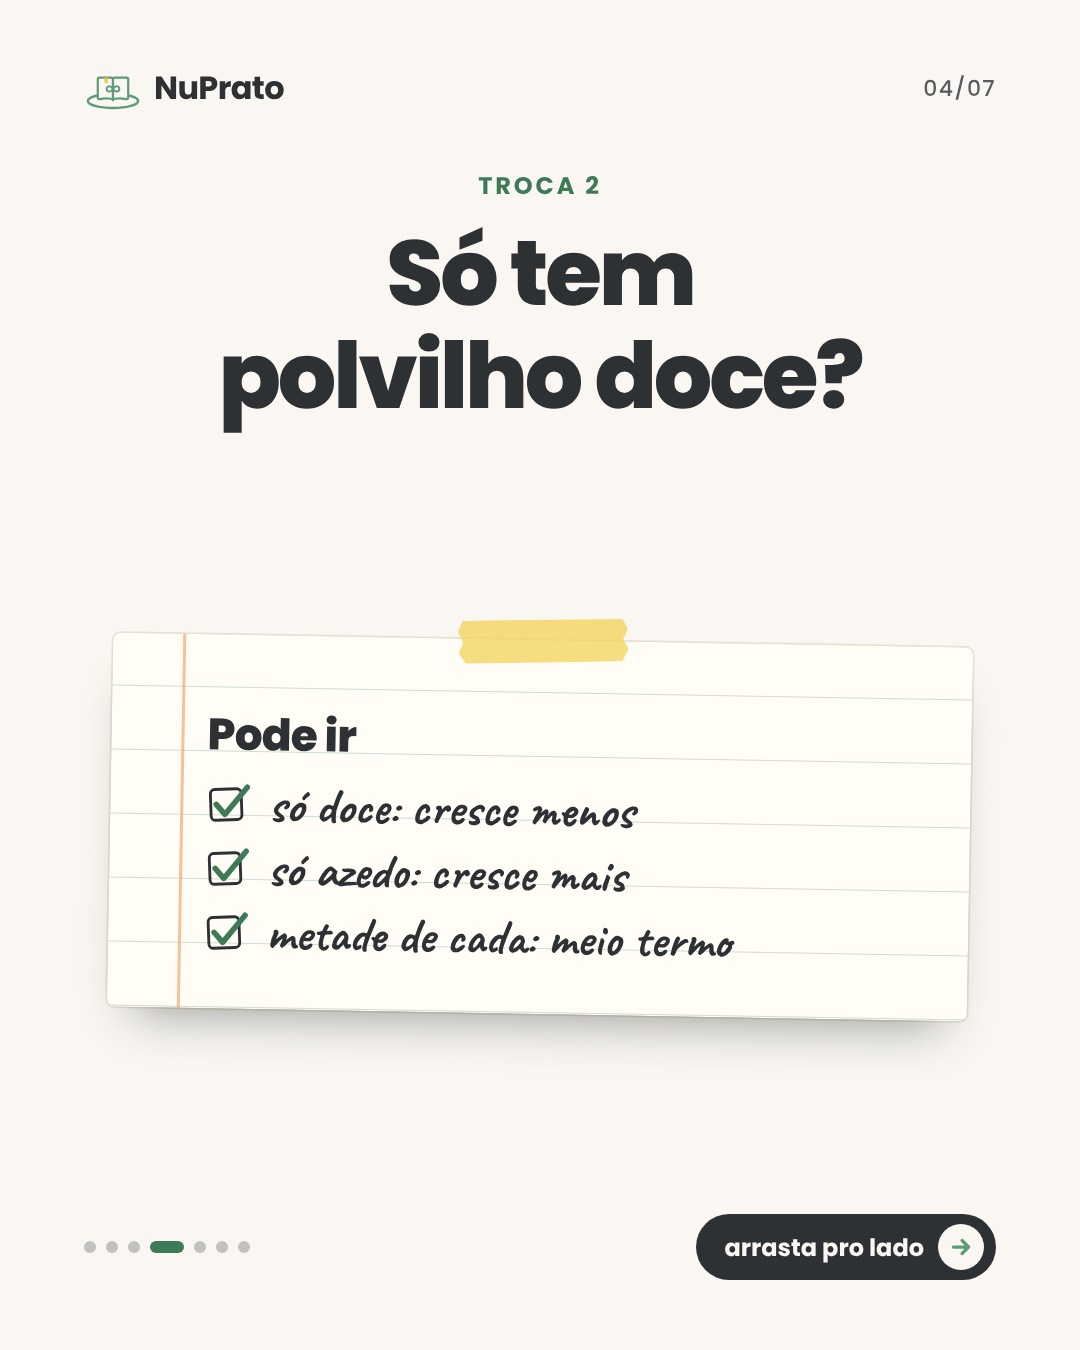 NuPrato
04/07
TROCA 2
Só tem
polvilho doce?
Pode ir
só doce: cresce menos
só azedo: cresce mais
metade de cada: meio termo
arrasta pro lado